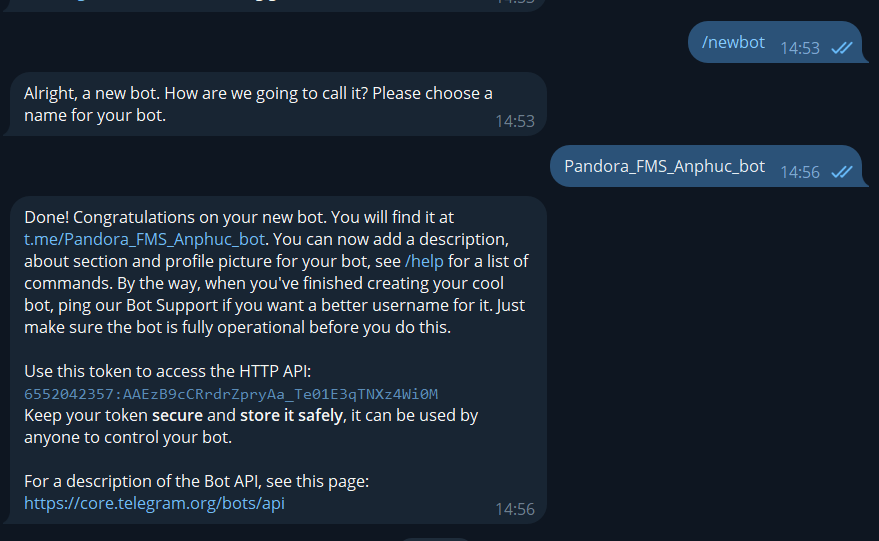 /newbot 14:53
Alright, a new bot. How are we going to call it? Please choose a
name for your bot.
14:53
Pandora_FMS_Anphuc_bot 14:56
Done! Congratulations on your new bot. You will find it at
t.me/Pandora_FMS_Anphuc_bot. You can now add a description,
about section and profile picture for your bot, see /help for a list of
commands. By the way, when you've finished creating your cool
bot, ping our Bot Support if you want a better username for it. Just
make sure the bot is fully operational before you do this.
Use this token to access the HTTP API:
6552042357:AAEzB9cCRrdrZpryAa_Te01E3qTNXz4Wi0M
Keep your token secure and store it safely, it can be used by
anyone to control your bot.
For a description of the Bot API, see this page:
https://core.telegram.org/bots/api
14:56